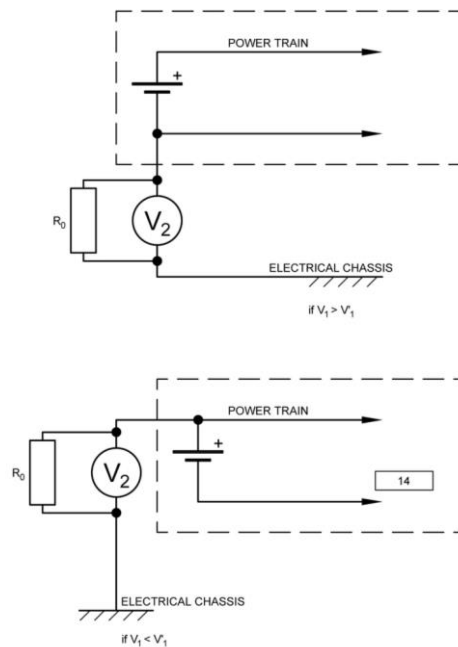 POWER TRAIN
+
R₀
V₂
ELECTRICAL CHASSIS
if V₁ > V'₁
POWER TRAIN
+
R₀
V₂
14
ELECTRICAL CHASSIS
if V₁ < V'₁